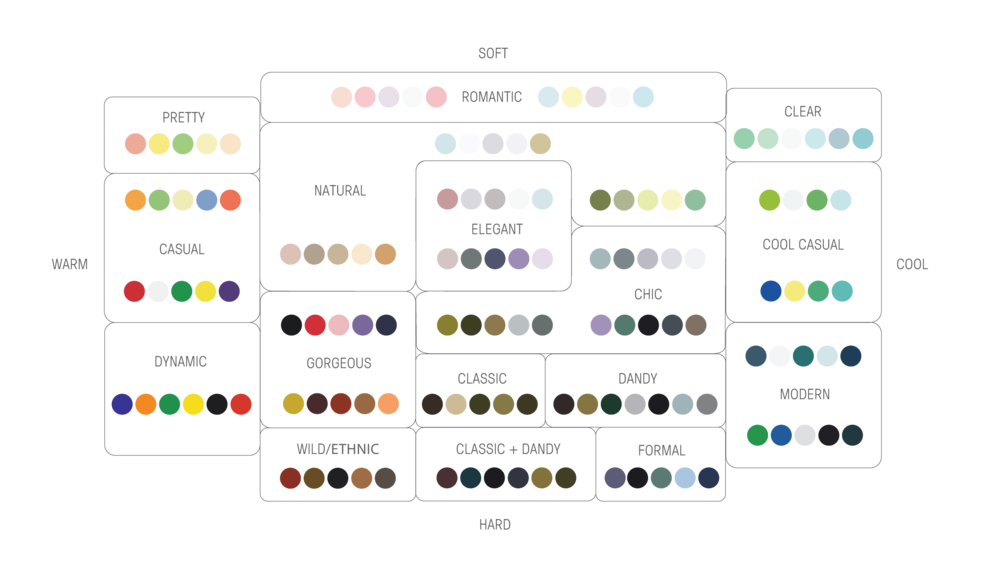 SOFT
ROMANTIC
CLEAR
PRETTY
NATURAL
ELEGANT
COOL CASUAL
CASUAL
WARM
COOL
CHIC
DYNAMIC
GORGEOUS
CLASSIC
DANDY
MODERN
WILD/ETHNIC
CLASSIC + DANDY
FORMAL
HARD